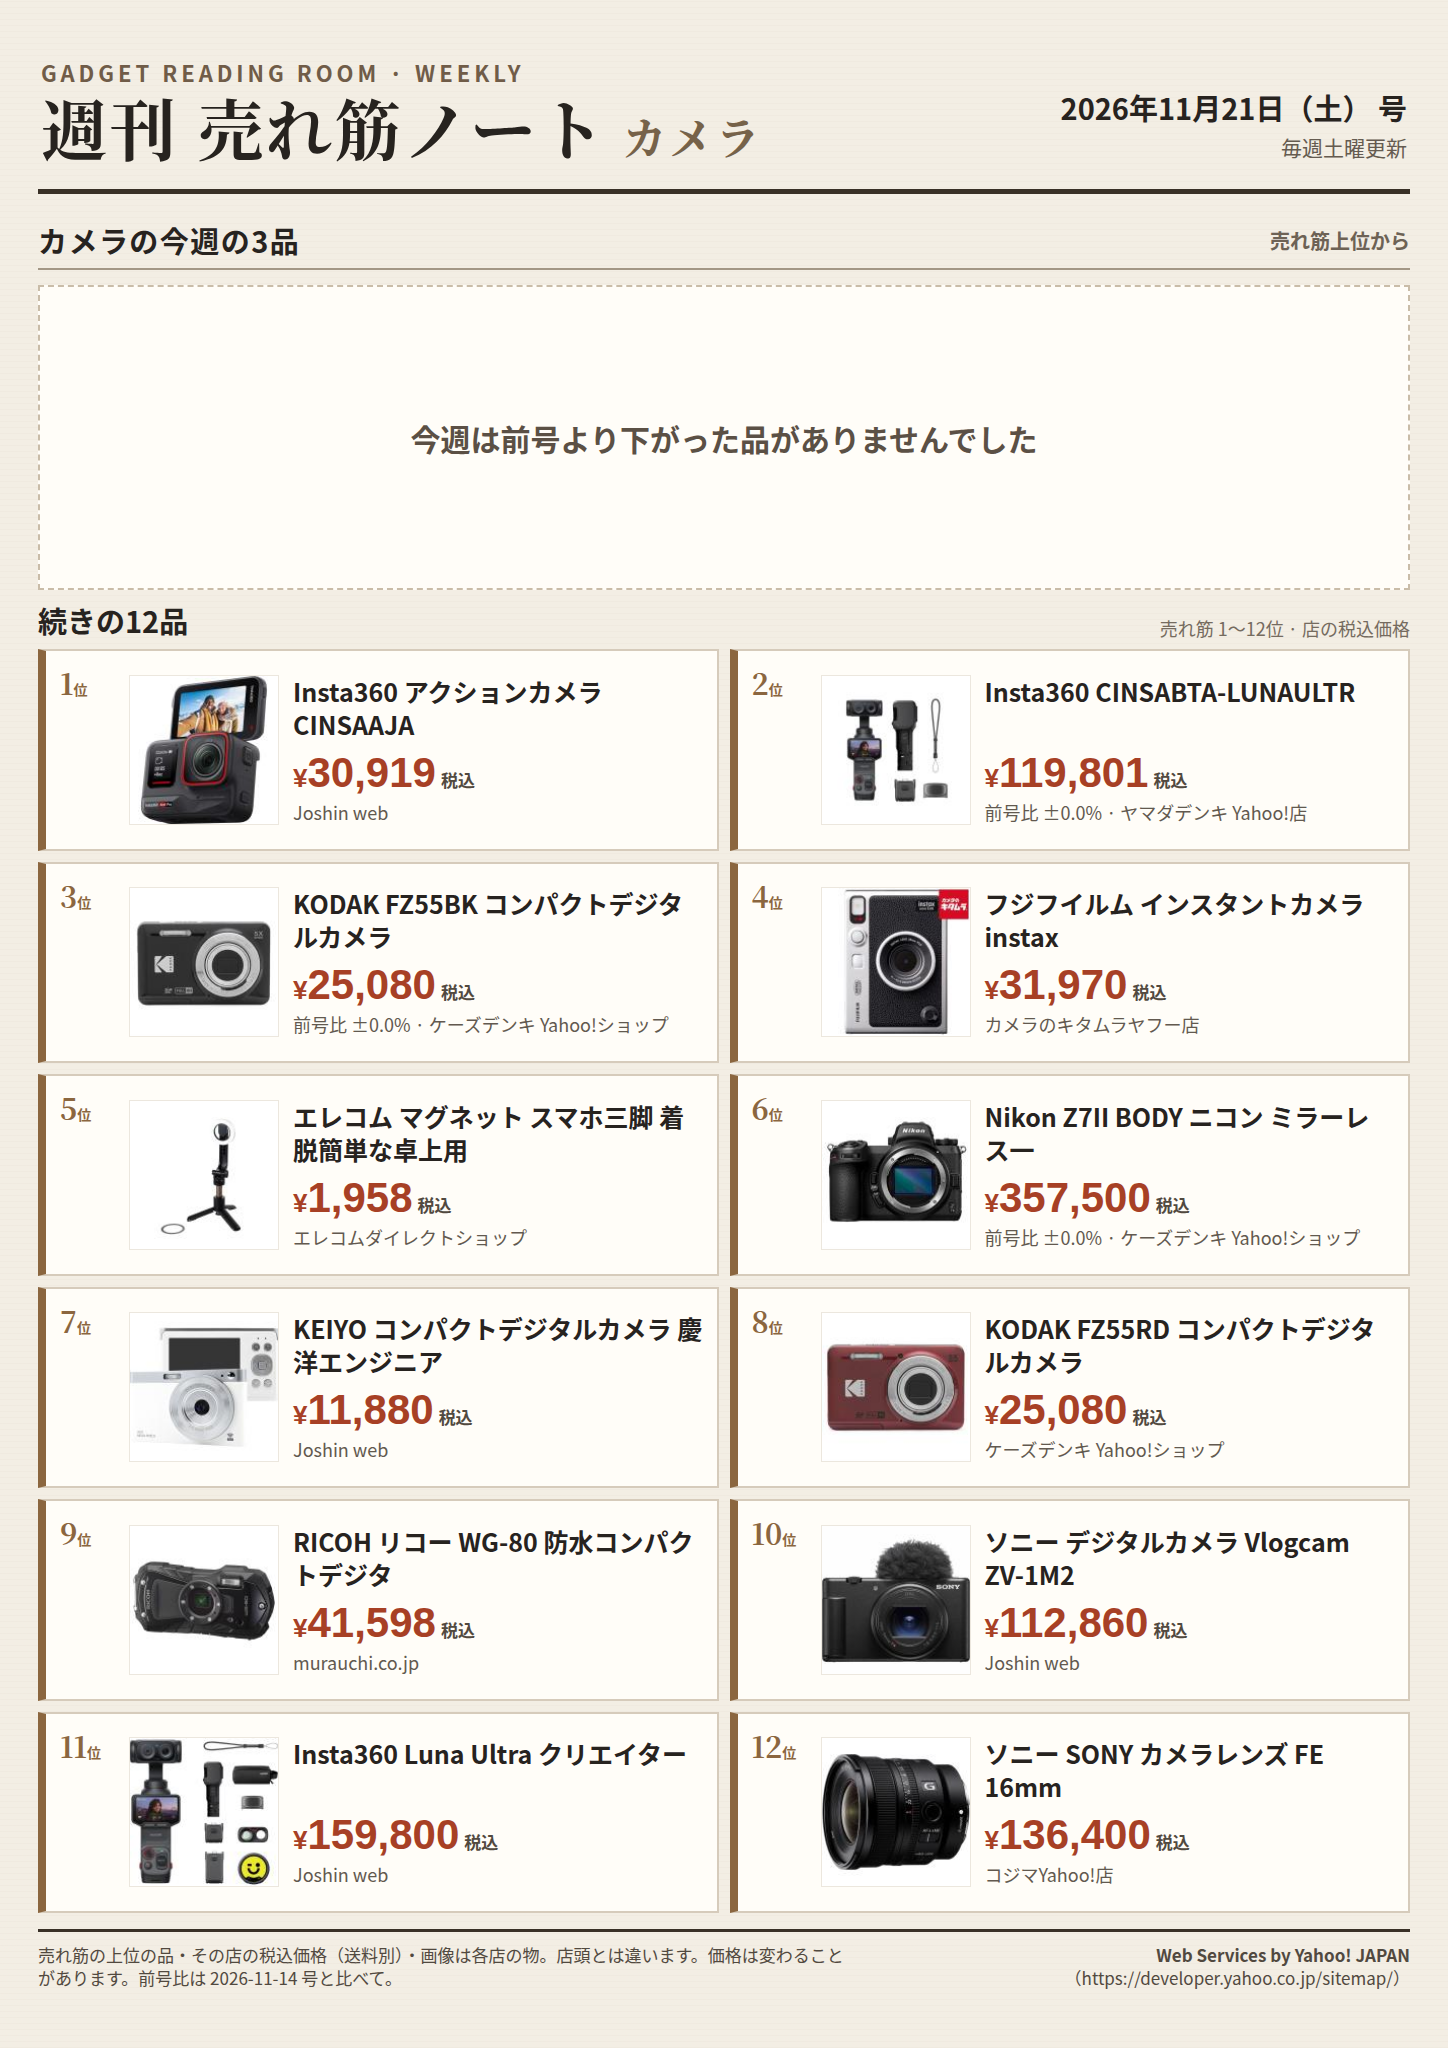 GADGET READING ROOM · WEEKLY
週刊 売れ筋ノート カメラ
2026年11月21日（土） 号
毎週土曜更新
カメラの今週の3品
売れ筋上位から
今週は前号より下がった品がありませんでした
続きの12品
売れ筋 1〜12位 · 店の税込価格
1位
Insta360 アクションカメラ
CINSAAJA
¥30,919 税込
Joshin web
2位
Insta360 CINSABTA-LUNAULTR
¥119,801 税込
前号比 ±0.0% · ヤマダデンキ Yahoo!店
3位
KODAK FZ55BK コンパクトデジタ
ルカメラ
¥25,080 税込
前号比 ±0.0% · ケーズデンキ Yahoo!ショップ
4位
フジフイルム インスタントカメラ
instax
¥31,970 税込
カメラのキタムラヤフー店
5位
エレコム マグネット スマホ三脚 着
脱簡単な卓上用
¥1,958 税込
エレコムダイレクトショップ
6位
Nikon Z7II BODY ニコン ミラーレ
スー
¥357,500 税込
前号比 ±0.0% · ケーズデンキ Yahoo!ショップ
7位
KEIYO コンパクトデジタルカメラ 慶
洋エンジニア
¥11,880 税込
Joshin web
8位
KODAK FZ55RD コンパクトデジタ
ルカメラ
¥25,080 税込
ケーズデンキ Yahoo!ショップ
9位
RICOH リコー WG-80 防水コンパク
トデジタ
¥41,598 税込
murauchi.co.jp
10位
SONY
ソニー デジタルカメラ Vlogcam
ZV-1M2
¥112,860 税込
Joshin web
11位
Insta360 Luna Ultra クリエイター
¥159,800 税込
Joshin web
12位
ソニー SONY カメラレンズ FE
16mm
¥136,400 税込
コジマYahoo!店
売れ筋の上位の品・その店の税込価格（送料別）・画像は各店の物。店頭とは違います。価格は変わること
があります。前号比は 2026-11-14 号と比べて。
Web Services by Yahoo! JAPAN
（https://developer.yahoo.co.jp/sitemap/）